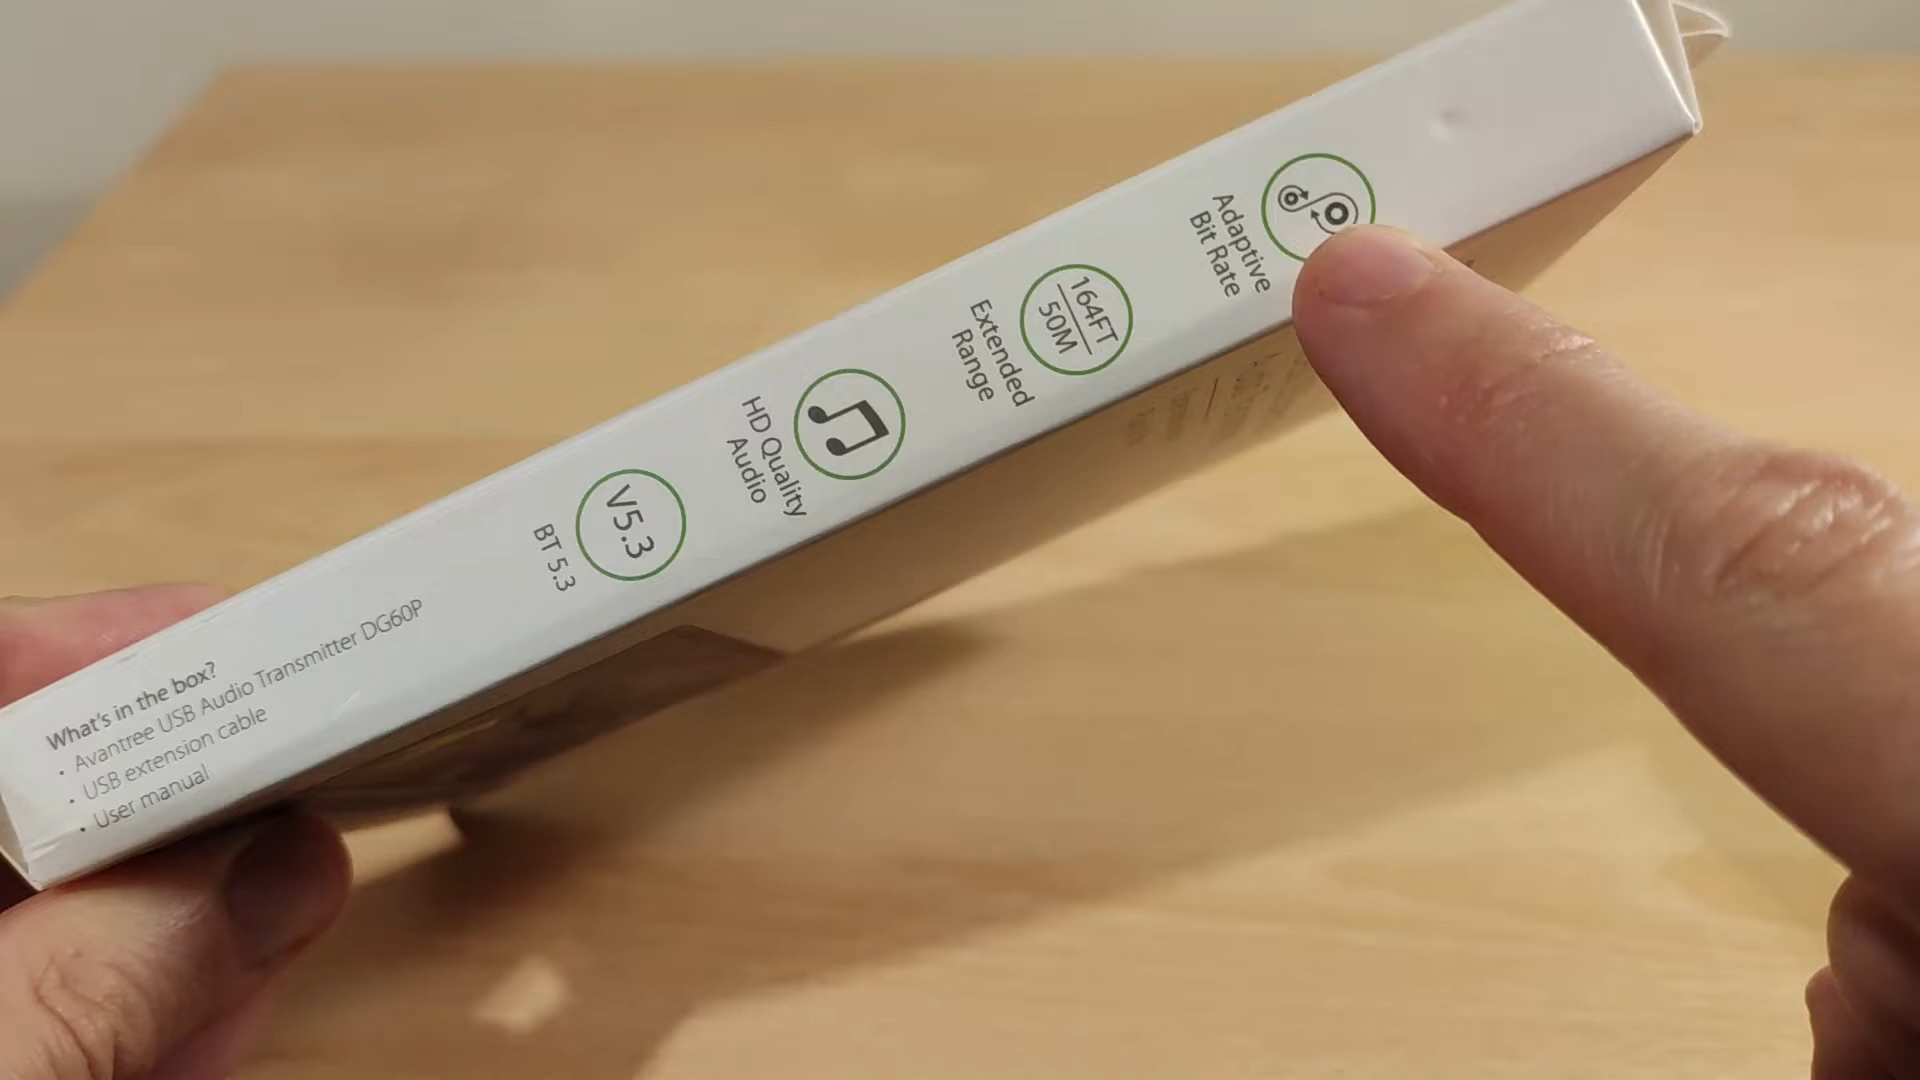 What's in the box?
• Avantree USB Audio Transmitter DG60P
• USB extension cable
• User manual
V5.3
BT 5.3
HD Quality
Audio
164FT
50M
Extended
Range
Adaptive
Bit Rate